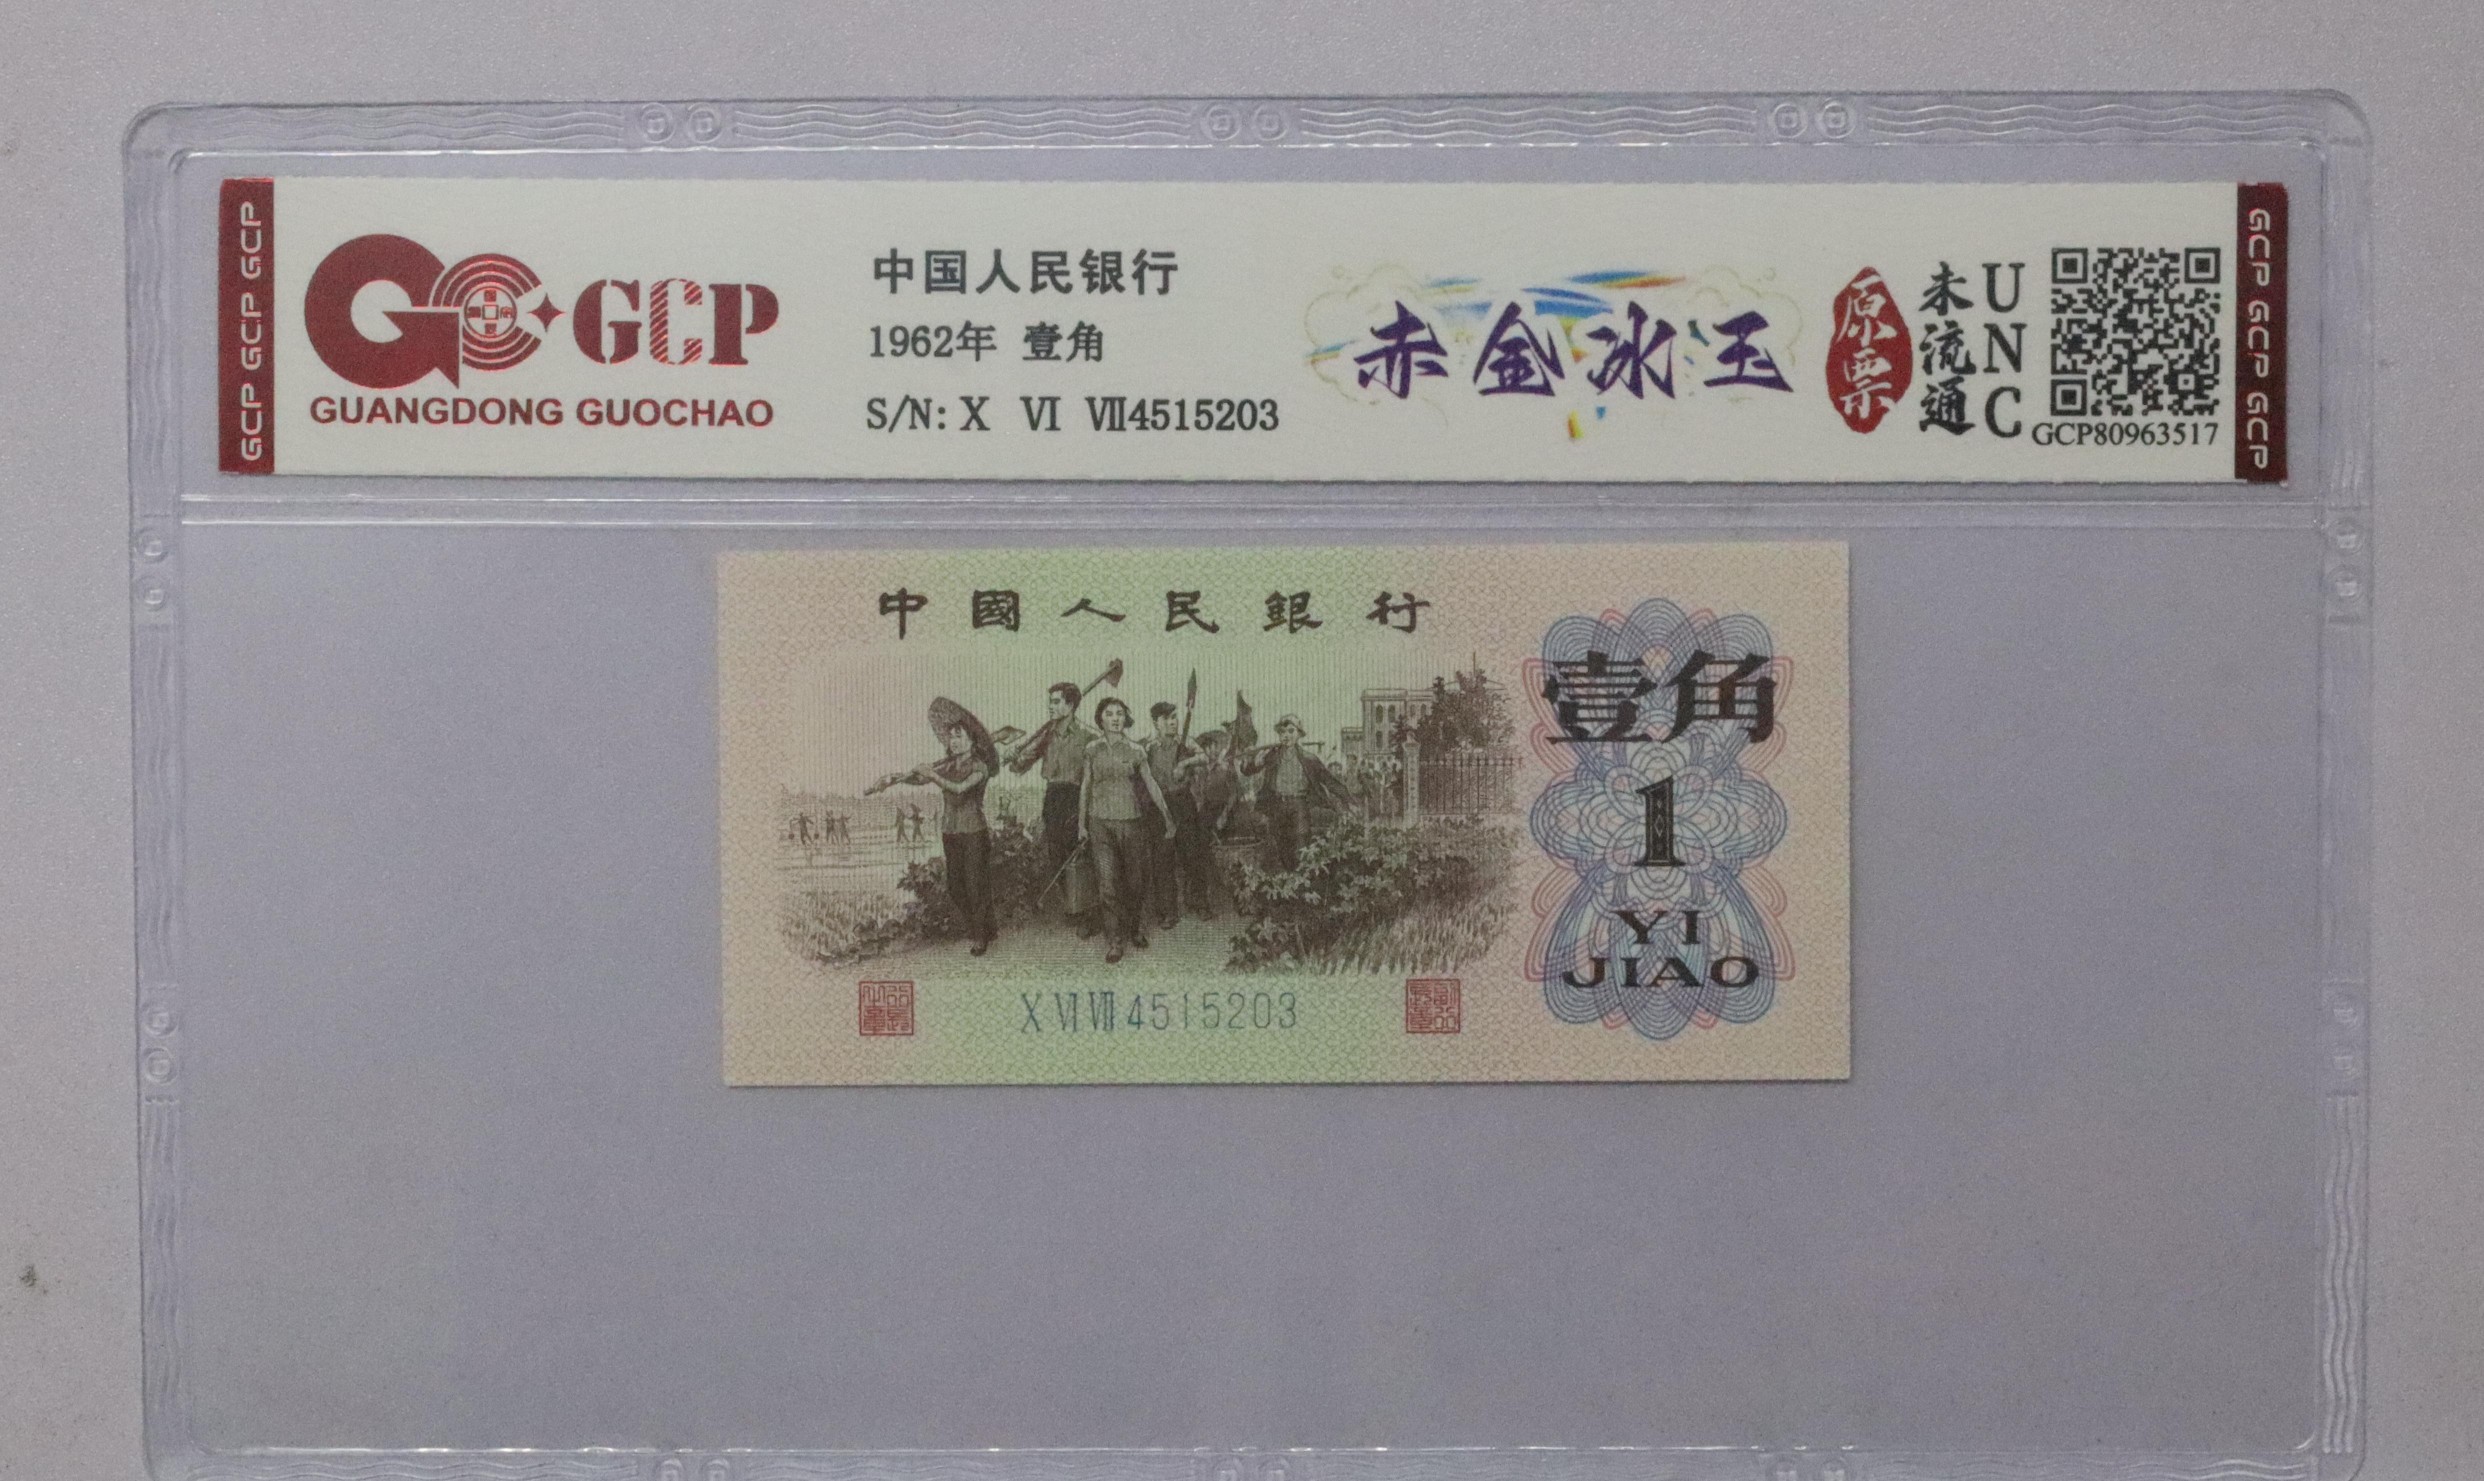 GCP GCP GCP
GCP
GUANGDONG GUOCHAO
中国人民银行
1962年 壹角
S/N: X VI VII4515203
赤金冰玉
原票
未流通
UNC
GCP80963517
GCP GCP GCP
中國人民銀行
壹角
1
YI
JIAO
X VI VII 4515203